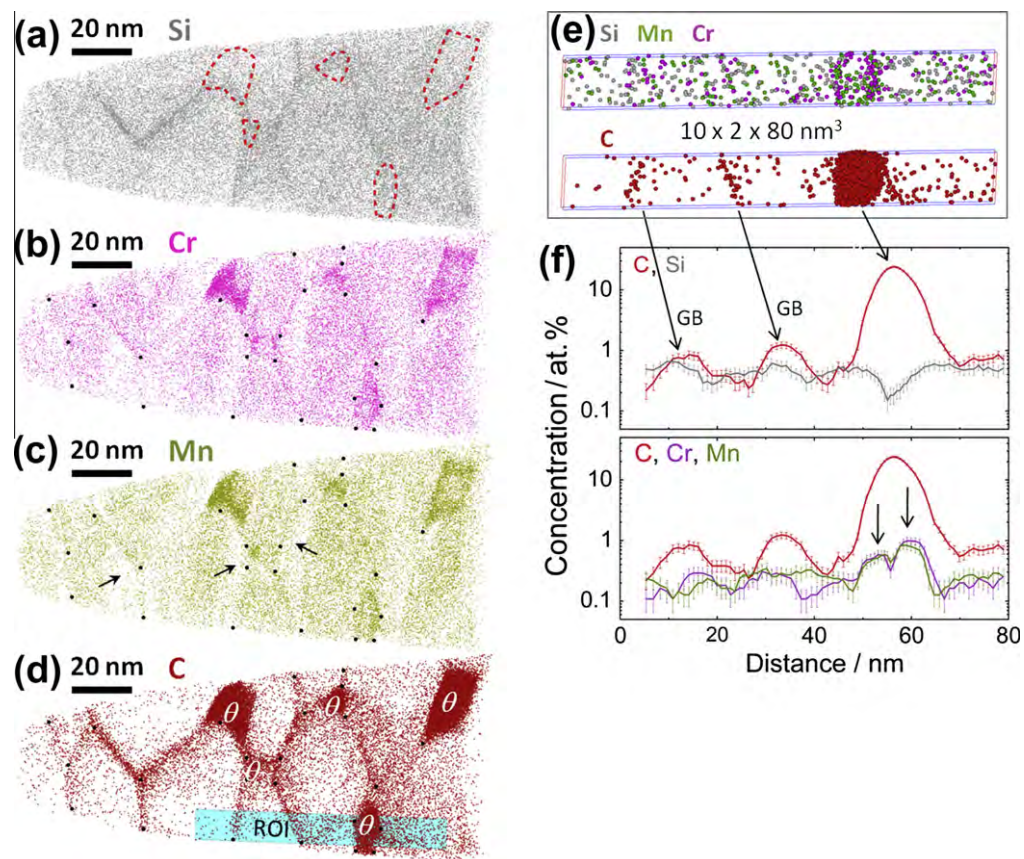 (a) 20 nm Si
(b) 20 nm Cr
(c) 20 nm Mn
(d) 20 nm C
θ
θ
θ
θ
θ
ROI
(e) Si Mn Cr
10 x 2 x 80 nm³
C
(f)
C, Si
GB
GB
10
1
0.1
C, Cr, Mn
10
1
0.1
Concentration / at. %
0 20 40 60 80
Distance / nm